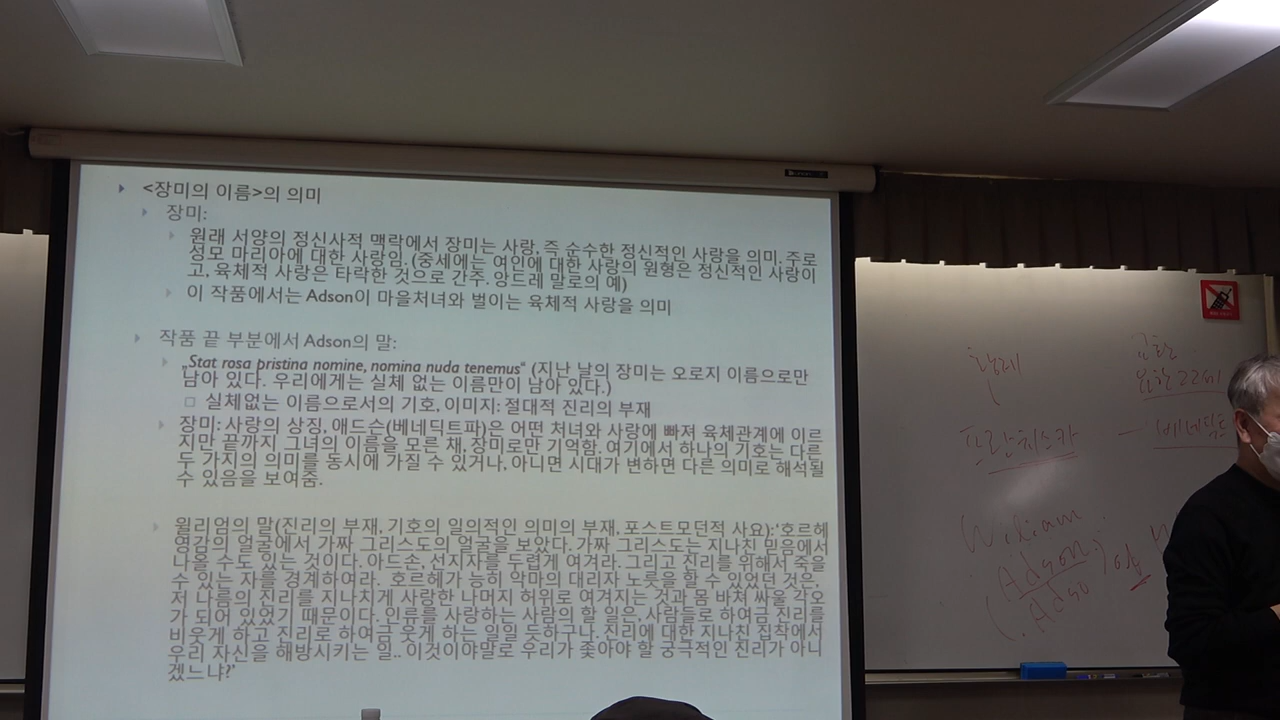 <장미의 이름>의 의미
장미:
원래 서양의 정신사적 맥락에서 장미는 사랑, 즉 순수한 정신적인 사랑을 의미. 주로
성모 마리아에 대한 사랑임. (중세에는 여인에 대한 사랑의 원형은 정신적인 사랑이
고, 육체적 사랑은 타락한 것으로 간주. 앙드레 말로의 예)
이 작품에서는 Adson이 마을처녀와 벌이는 육체적 사랑을 의미
작품 끝 부분에서 Adson의 말:
„Stat rosa pristina nomine, nomina nuda tenemus“ (지난 날의 장미는 오로지 이름으로만
남아 있다. 우리에게는 실체 없는 이름만이 남아 있다.)
실체없는 이름으로서의 기호, 이미지: 절대적 진리의 부재
장미: 사랑의 상징, 애드슨(베네딕트파)은 어떤 처녀와 사랑에 빠져 육체관계에 이르
지만 끝까지 그녀의 이름을 모른 채, 장미로만 기억함. 여기에서 하나의 기호는 다른
두 가지의 의미를 동시에 가질 수 있거나, 아니면 시대가 변하면 다른 의미로 해석될
수 있음을 보여줌.
윌리엄의 말(진리의 부재, 기호의 일의적인 의미의 부재, 포스트모던적 사요):‘호르헤
영감의 얼굴에서 가짜 그리스도의 얼굴을 보았다. 가짜 그리스도는 지나친 믿음에서
나올 수도 있는 것이다. 아드손, 선지자를 두렵게 여겨라. 그리고 진리를 위해서 죽을
수 있는 자를 경계하여라. 호르헤가 능히 악마의 대리자 노릇을 할 수 있었던 것은,
저 나름의 진리를 지나치게 사랑한 나머지 허위로 여겨지는 것과 몸 바쳐 싸울 각오
가 되어 있었기 때문이다. 인류를 사랑하는 사람의 할 일은, 사람들로 하여금 진리를
비웃게 하고 진리로 하여금 웃게 하는 일일 듯하구나. 진리에 대한 지나친 집착에서
우리 자신을 해방시키는 일.. 이것이야말로 우리가 좇아야 할 궁극적인 진리가 아니
겠느냐?’
황제 교황
요한22세
프란치스카 - 베네딕트
William
Adson
Adso